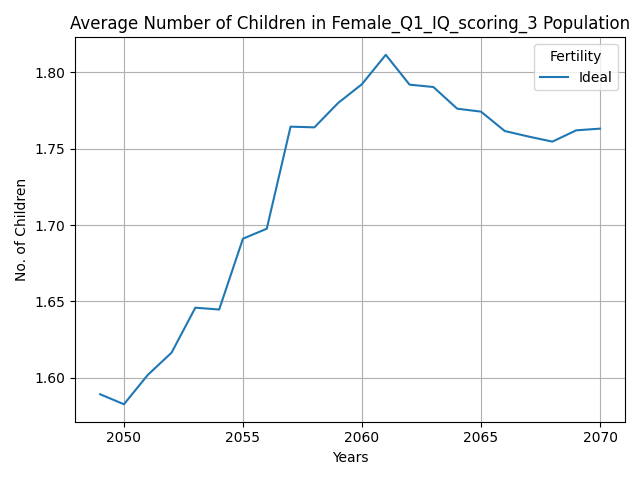 Average Number of Children in Female_Q1_IQ_scoring_3 Population
Fertility
Ideal
No. of Children
1.80
1.75
1.70
1.65
1.60
2050 2055 2060 2065 2070
Years